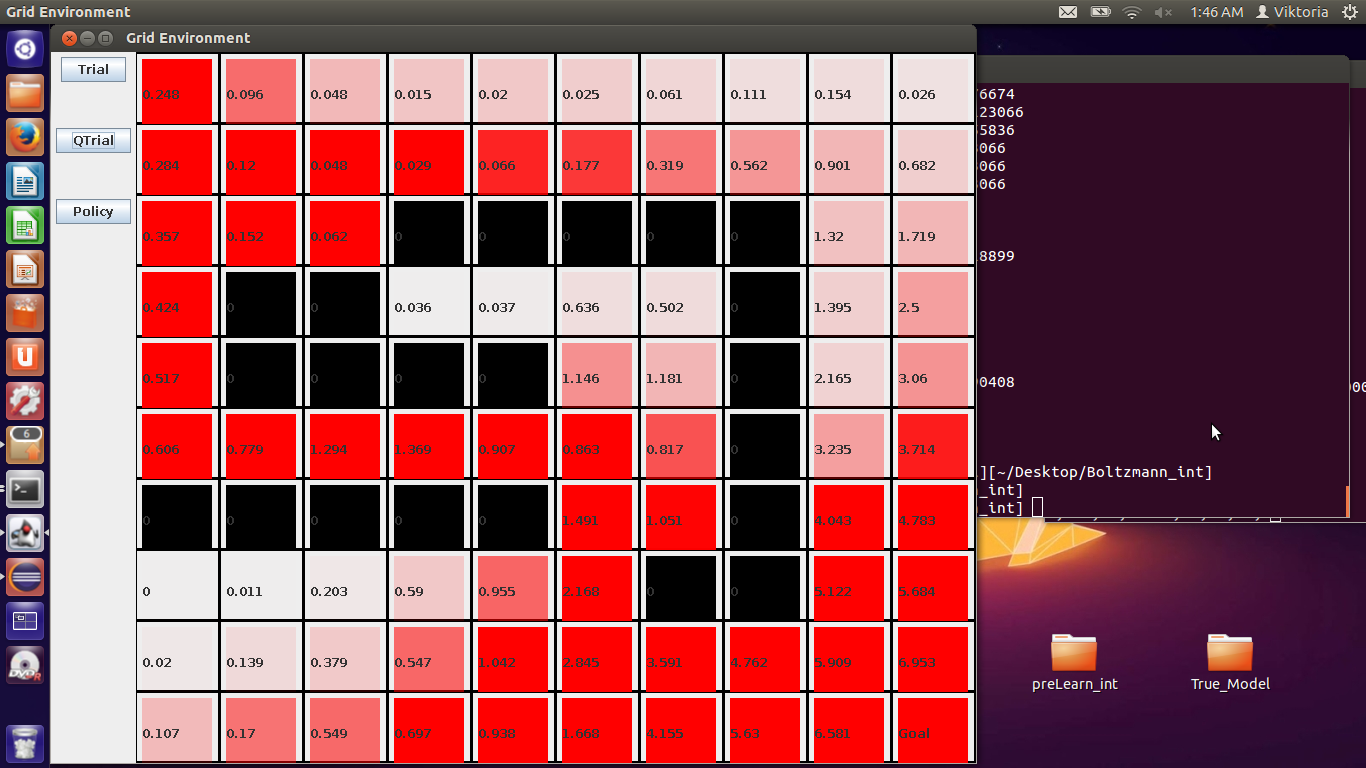 Grid Environment 1:46 AM Viktoria
Grid Environment
Trial 0.248 0.096 0.048 0.015 0.02 0.025 0.061 0.111 0.154 0.026
QTrial 0.284 0.12 0.048 0.029 0.066 0.177 0.319 0.562 0.901 0.682
Policy 0.357 0.152 0.062 0 0 0 0 0 1.32 1.719
0.424 0 0 0.036 0.037 0.636 0.502 0 1.395 2.5
0.517 0 0 0 0 1.146 1.181 0 2.165 3.06
0.606 0.779 1.294 1.369 0.907 0.863 0.817 0 3.235 3.714
0 0 0 0 0 1.491 1.051 0 4.043 4.783
0 0.011 0.203 0.59 0.955 2.168 0 0 5.122 5.684
0.02 0.139 0.379 0.547 1.042 2.845 3.591 4.762 5.909 6.953
0.107 0.17 0.549 0.697 0.938 1.668 4.155 5.63 6.581 Goal
6674
23066
5836
066
066
066
8899
0408
][~/Desktop/Boltzmann_int]
_int]
_int]
preLearn_int
True_Model
6